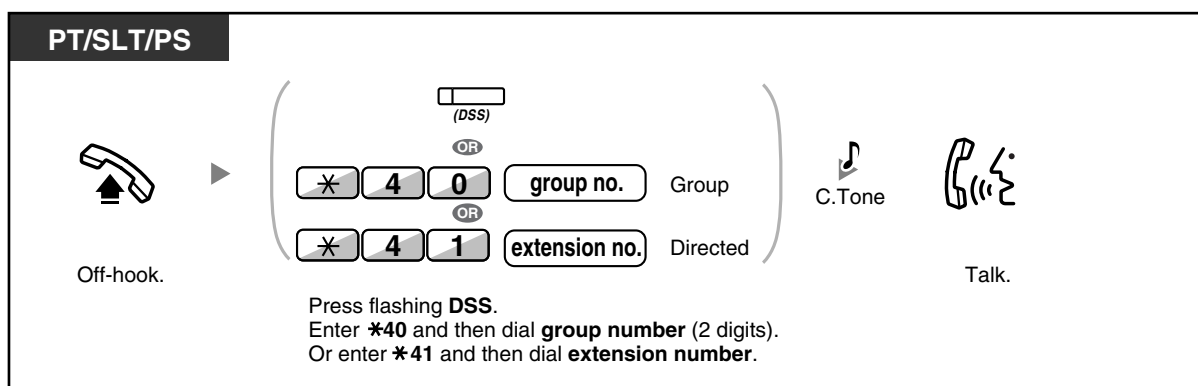 PT/SLT/PS
(DSS)
OR
✳ 4 0 group no. Group
OR
✳ 4 1 extension no. Directed
C.Tone
Off-hook.
Talk.
Press flashing DSS.
Enter ✳40 and then dial group number (2 digits).
Or enter ✳41 and then dial extension number.